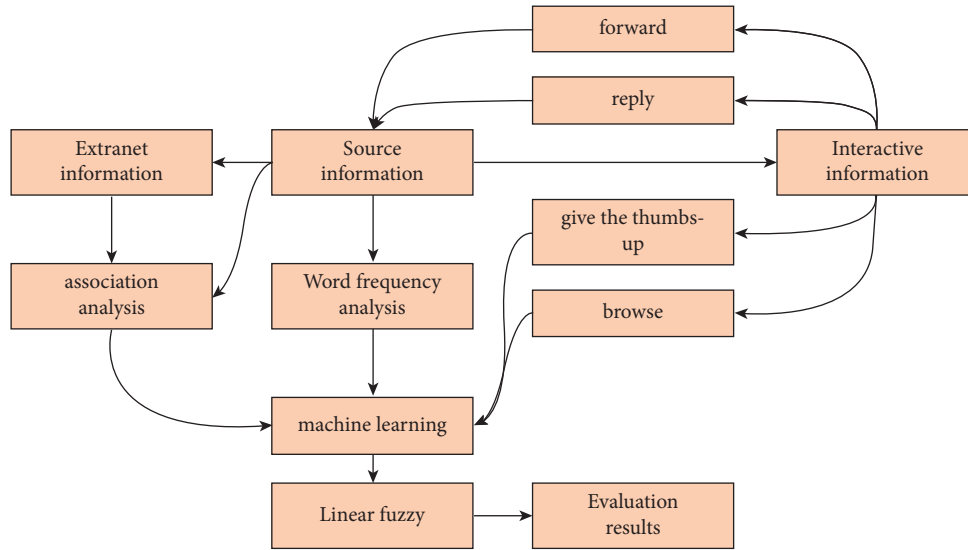 forward
reply
Extranet
information
Source
information
Interactive
information
give the thumbs-
up
association
analysis
Word frequency
analysis
browse
machine learning
Linear fuzzy
Evaluation
results